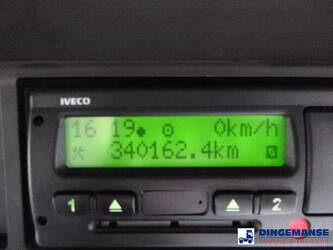 IVECO
16 19 0km/h
340162.4km
1 2
DINGEMANSE